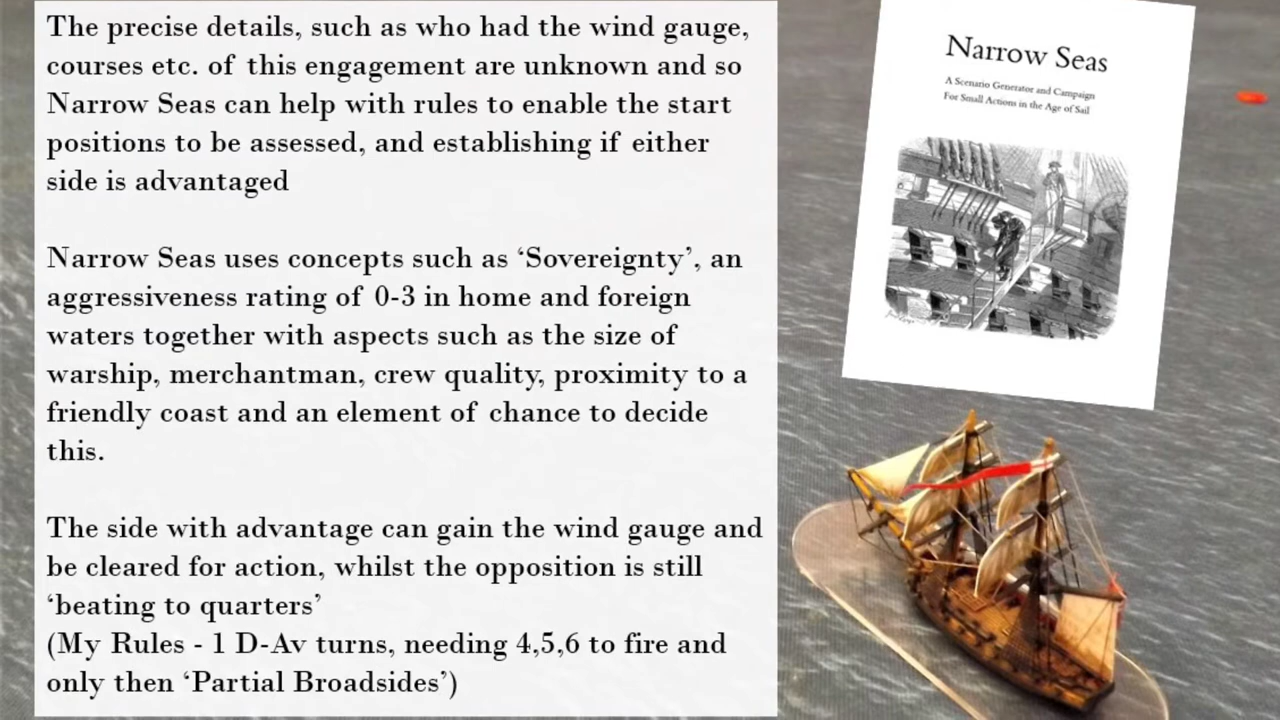 The precise details, such as who had the wind gauge,
courses etc. of this engagement are unknown and so
Narrow Seas can help with rules to enable the start
positions to be assessed, and establishing if either
side is advantaged
Narrow Seas uses concepts such as ‘Sovereignty’, an
aggressiveness rating of 0-3 in home and foreign
waters together with aspects such as the size of
warship, merchantman, crew quality, proximity to a
friendly coast and an element of chance to decide
this.
The side with advantage can gain the wind gauge and
be cleared for action, whilst the opposition is still
‘beating to quarters’
(My Rules - 1 D-Av turns, needing 4,5,6 to fire and
only then ‘Partial Broadsides’)
Narrow Seas
A Scenario Generator and Campaign
For Small Actions in the Age of Sail